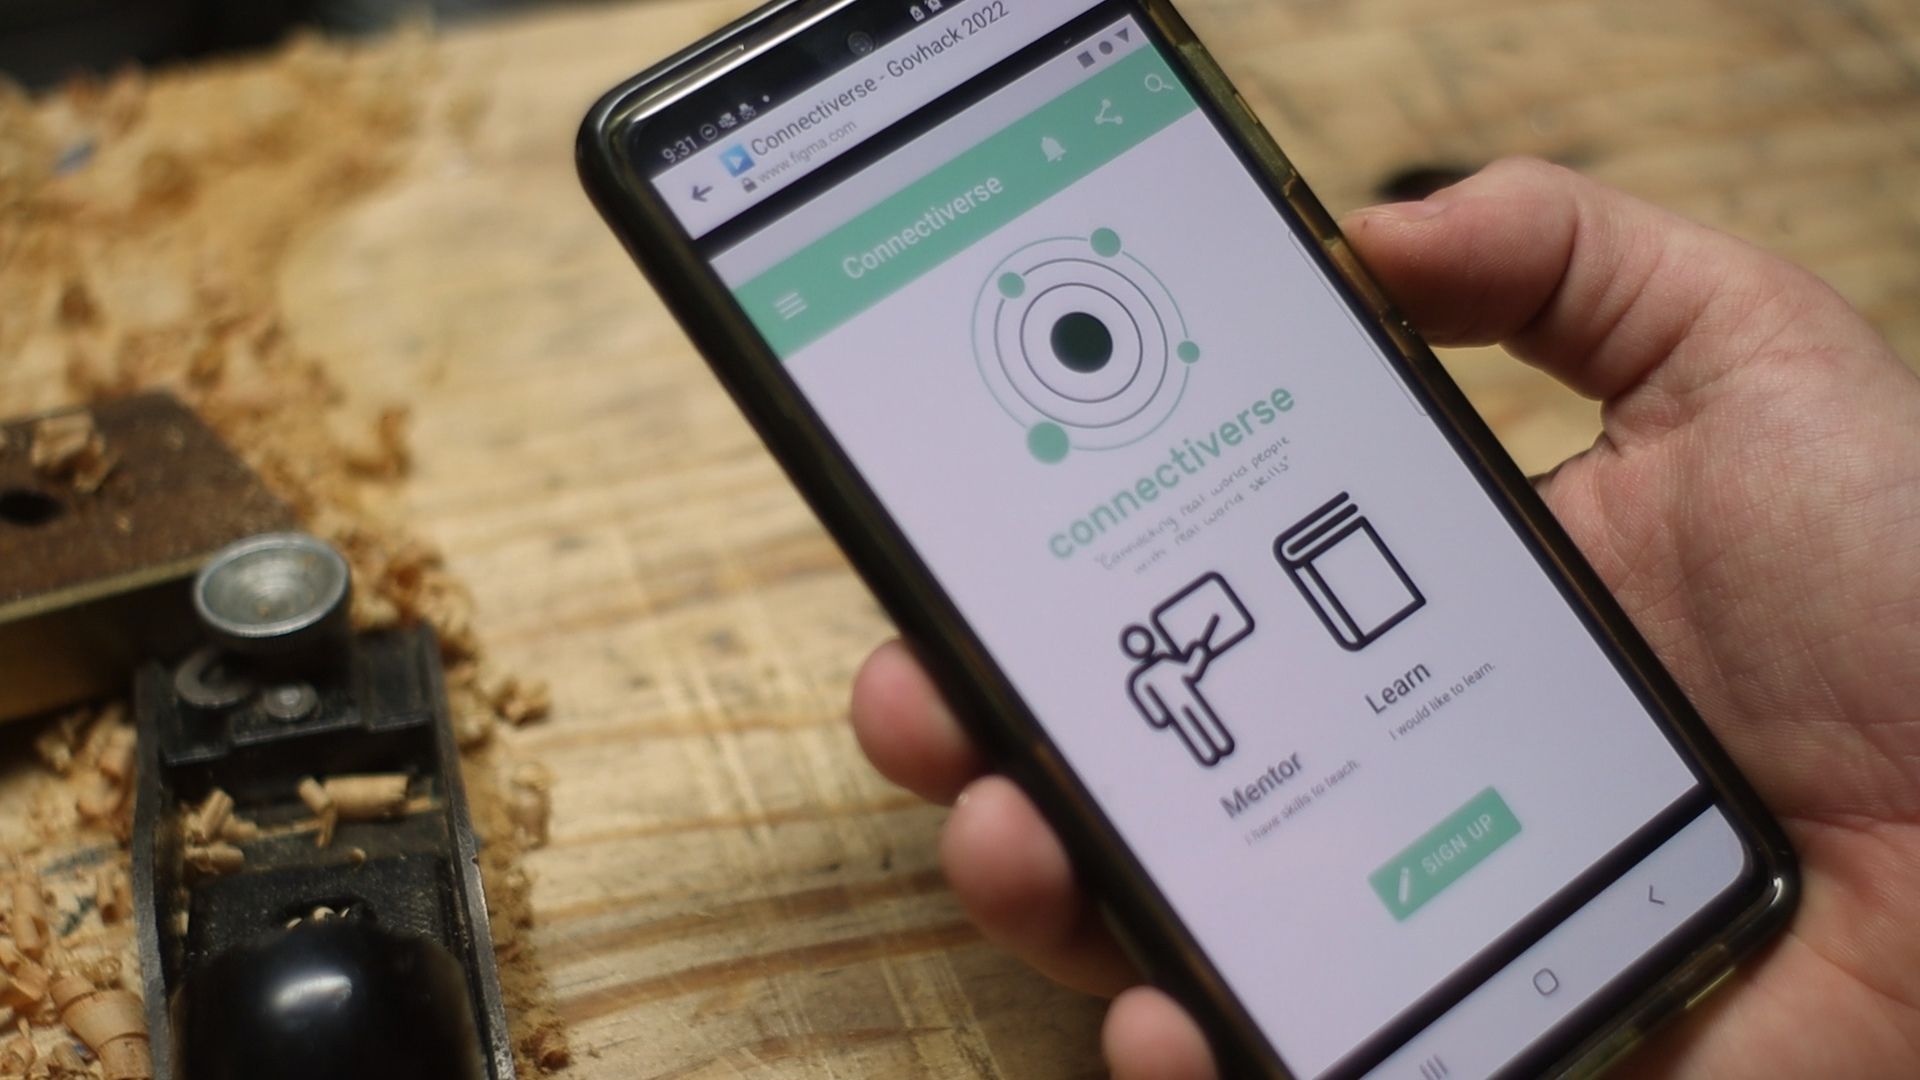 9:31
Connectiverse - Govhack 2022
www.figma.com
Connectiverse
connectiverse
"Connecting real world people
with real world skills"
Mentor
I have skills to teach.
Learn
I would like to learn.
SIGN UP